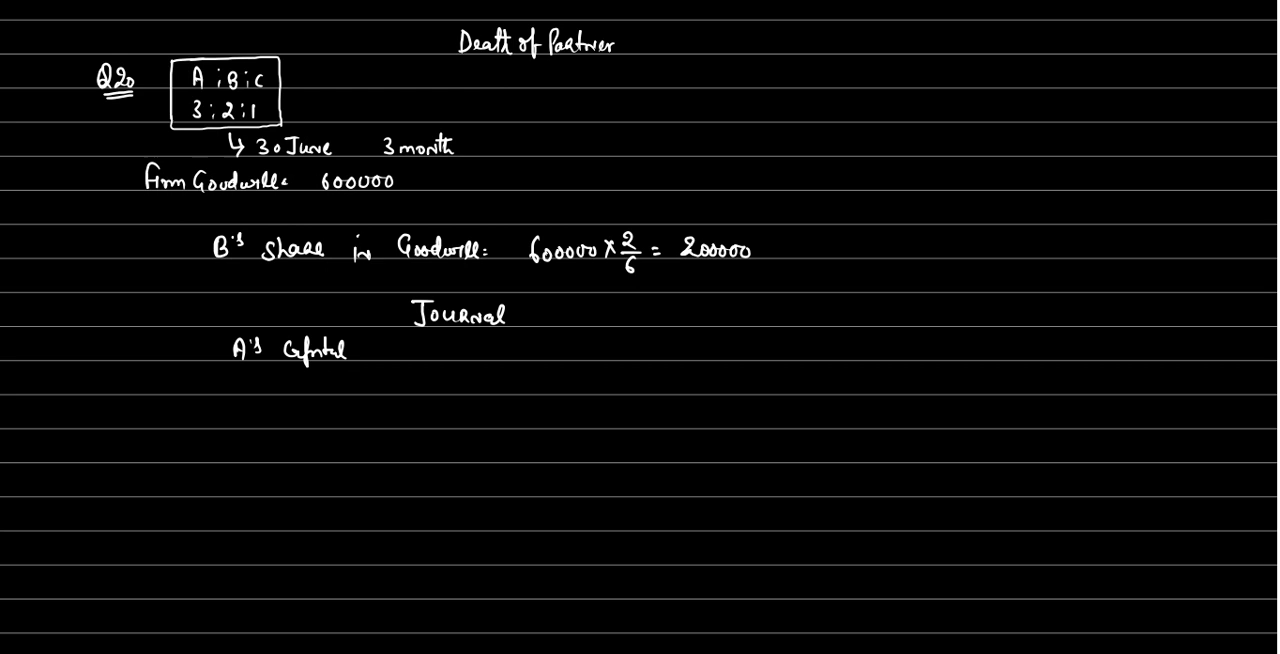 Death of Partner
Q20 A : B : C
3 : 2 : 1
↳ 30 June 3 month
Firm Goodwill = 600000
B's Share in Goodwill = 600000 × 2/6 = 200000
Journal
A's Capital